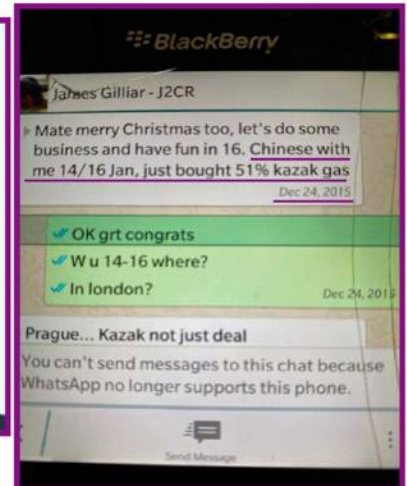 BlackBerry
James Gilliar - J2CR
Mate merry Christmas too, let's do some
business and have fun in 16. Chinese with
me 14/16 Jan, just bought 51% kazak gas
Dec 24, 2015
OK grt congrats
W u 14-16 where?
In london?
Dec 24, 2015
Prague... Kazak not just deal
You can't send messages to this chat because
WhatsApp no longer supports this phone.
Send Message